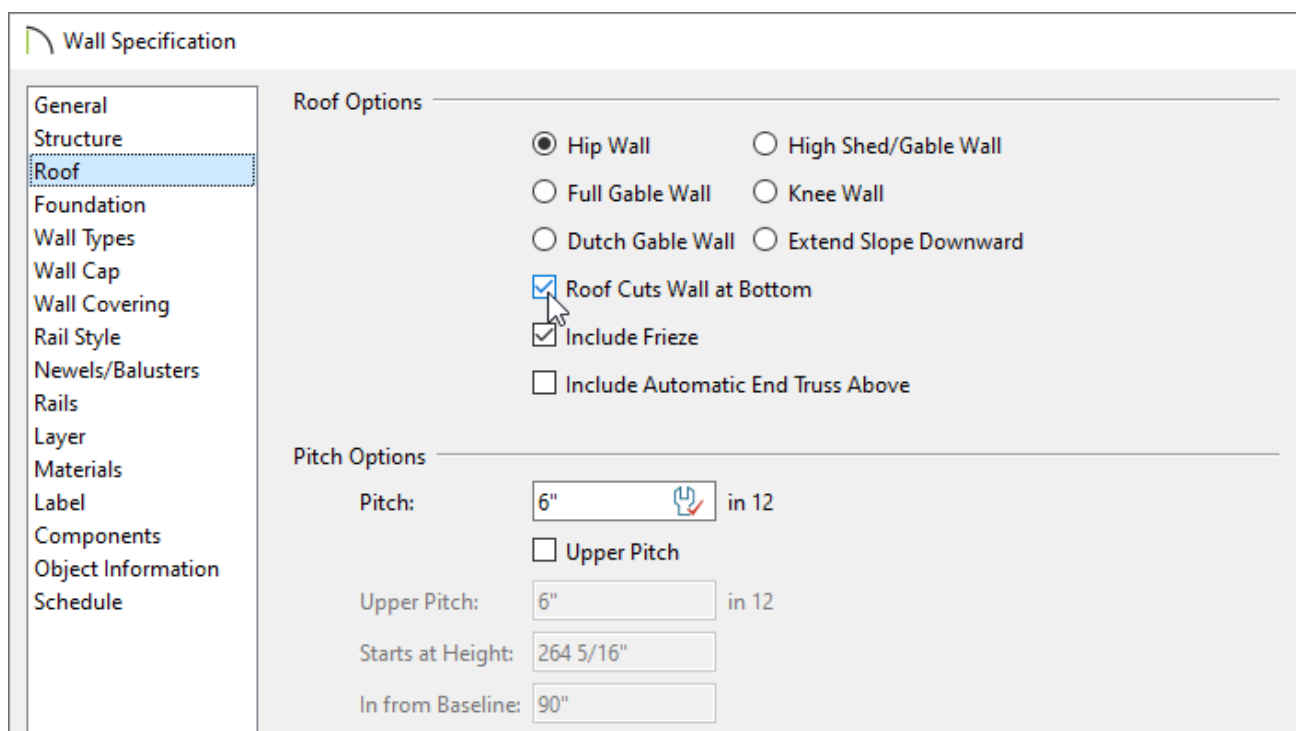 Wall Specification
General
Structure
Roof
Foundation
Wall Types
Wall Cap
Wall Covering
Rail Style
Newels/Balusters
Rails
Layer
Materials
Label
Components
Object Information
Schedule
Roof Options
Hip Wall
High Shed/Gable Wall
Full Gable Wall
Knee Wall
Dutch Gable Wall
Extend Slope Downward
Roof Cuts Wall at Bottom
Include Frieze
Include Automatic End Truss Above
Pitch Options
Pitch: 6" in 12
Upper Pitch
Upper Pitch: 6" in 12
Starts at Height: 264 5/16"
In from Baseline: 90"